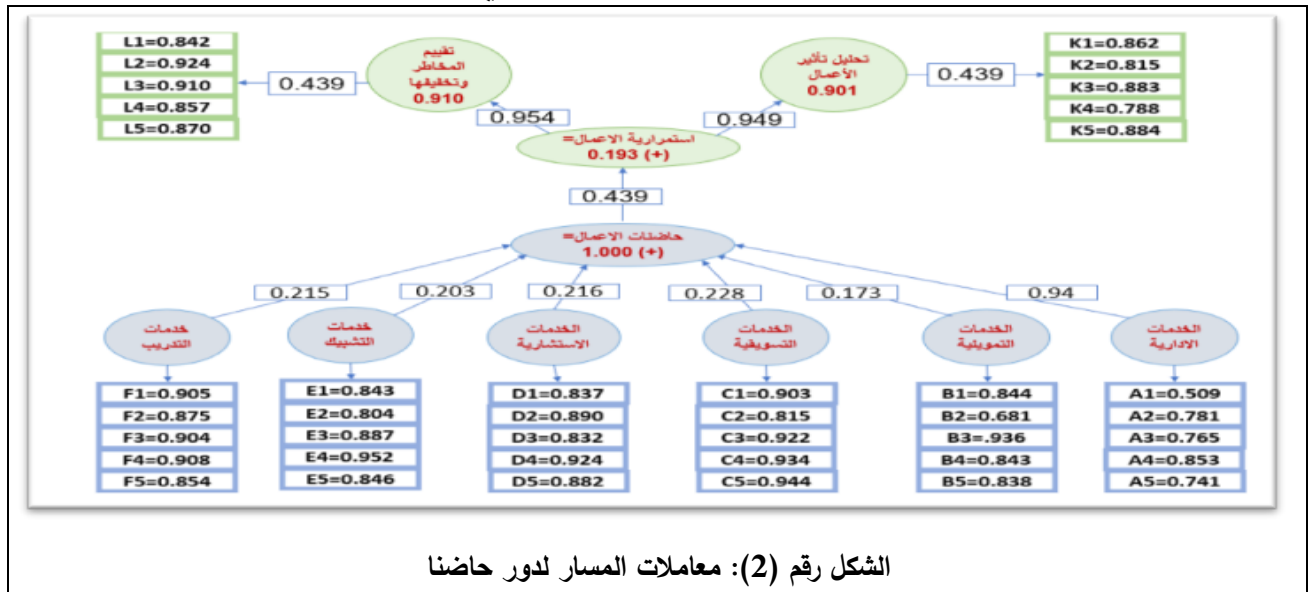 L1=0.842
L2=0.924
L3=0.910
L4=0.857
L5=0.870
0.439
تقييم
المخاطر
وتخفيفها
0.910
تحليل تأثير
الأعمال
0.901
0.439
K1=0.862
K2=0.815
K3=0.883
K4=0.788
K5=0.884
0.954
0.949
استمرارية الاعمال=
0.193 (+)
0.439
حاضنات الاعمال=
1.000 (+)
0.215
0.203
0.216
0.228
0.173
0.94
خدمات
التدريب
خدمات
التشبيك
الخدمات
الاستشارية
الخدمات
التسويقية
الخدمات
التمويلية
الخدمات
الادارية
F1=0.905
F2=0.875
F3=0.904
F4=0.908
F5=0.854
E1=0.843
E2=0.804
E3=0.887
E4=0.952
E5=0.846
D1=0.837
D2=0.890
D3=0.832
D4=0.924
D5=0.882
C1=0.903
C2=0.815
C3=0.922
C4=0.934
C5=0.944
B1=0.844
B2=0.681
B3=.936
B4=0.843
B5=0.838
A1=0.509
A2=0.781
A3=0.765
A4=0.853
A5=0.741
الشكل رقم (2): معاملات المسار لدور حاضنا